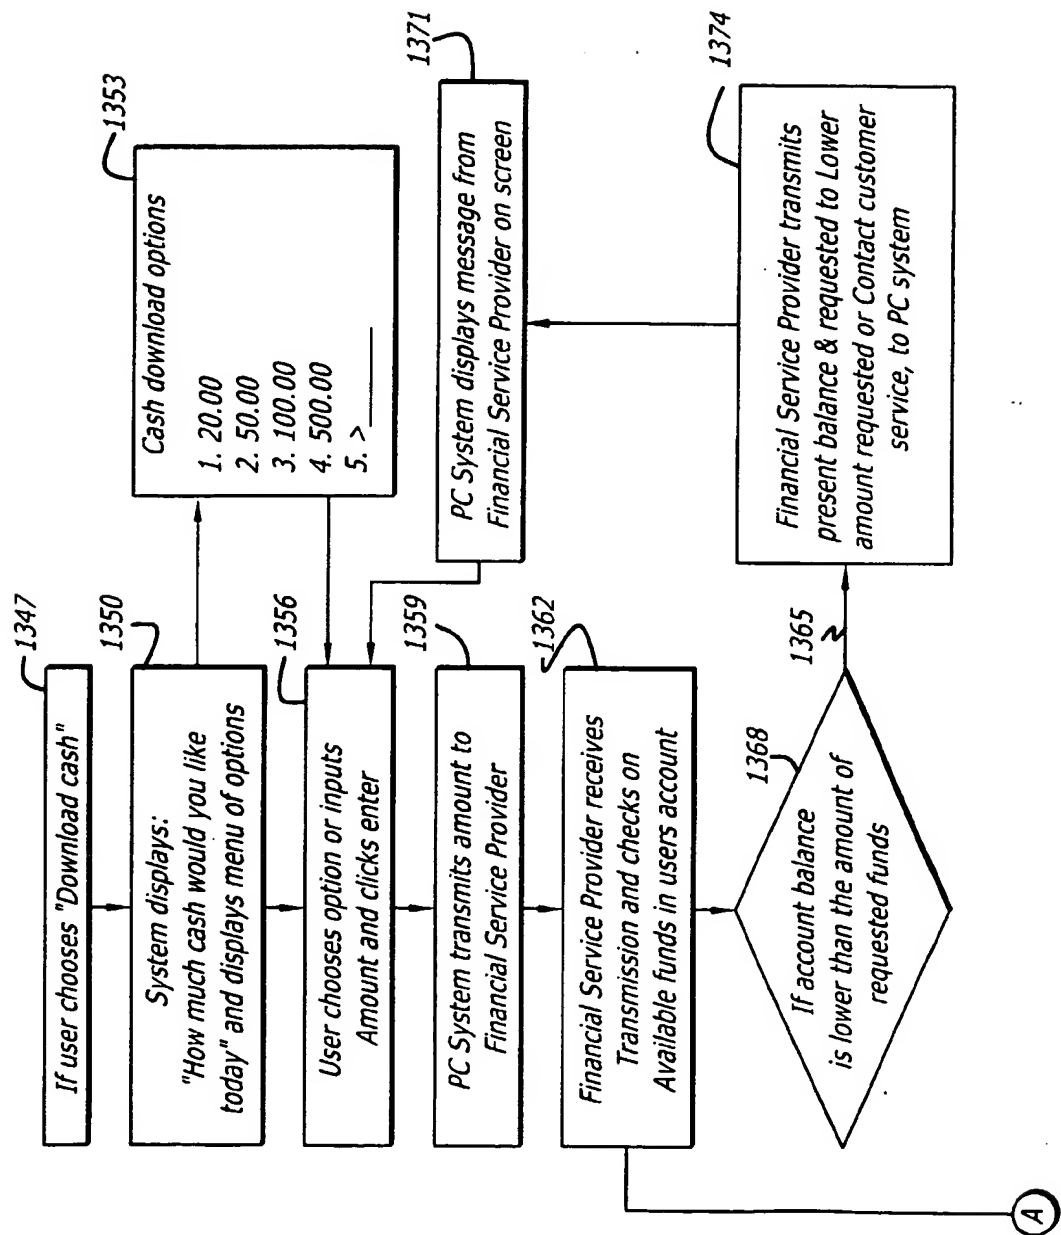 1347
If user chooses "Download cash"
1350
System displays:
"How much cash would you like
today" and displays menu of options
1353
Cash download options
1. 20.00
2. 50.00
3. 100.00
4. 500.00
5. > ______
1356
User chooses option or inputs
Amount and clicks enter
1359
PC System transmits amount to
Financial Service Provider
1362
Financial Service Provider receives
Transmission and checks on
Available funds in users account
1368
If account balance
is lower than the amount of
requested funds
1365
1371
PC System displays message from
Financial Service Provider on screen
1374
Financial Service Provider transmits
present balance & requested to Lower
amount requested or Contact customer
service, to PC system
A